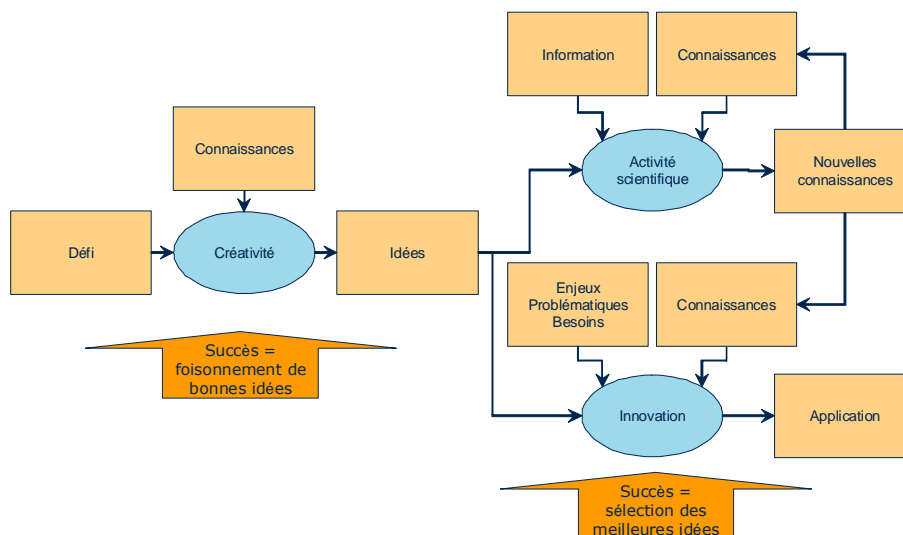 Information
Connaissances
Connaissances
Activité
scientifique
Nouvelles
connaissances
Défi
Créativité
Idées
Enjeux
Problématiques
Besoins
Connaissances
Succès =
foisonnement de
bonnes idées
Innovation
Application
Succès =
sélection des
meilleures idées